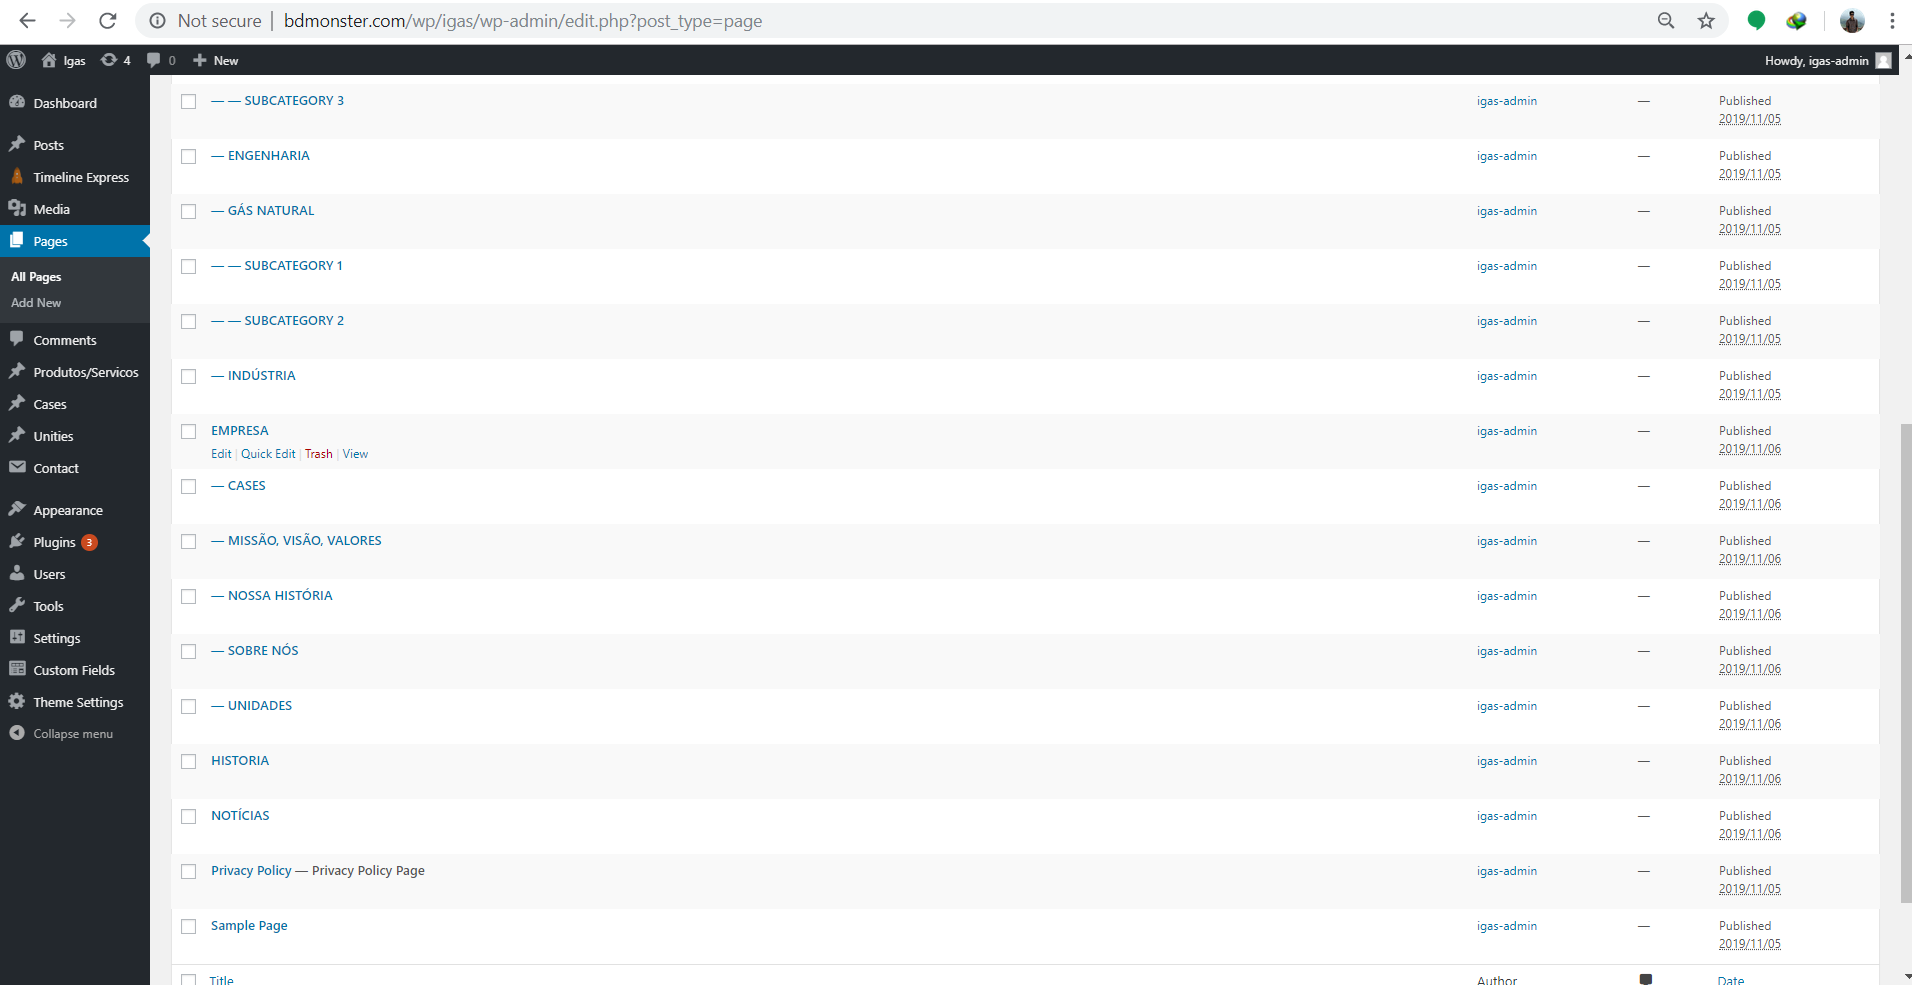 Not secure | bdmonster.com/wp/igas/wp-admin/edit.php?post_type=page
Igas 4 0 New Howdy, igas-admin
Dashboard
Posts
Timeline Express
Media
Pages
All Pages
Add New
Comments
Produtos/Servicos
Cases
Unities
Contact
Appearance
Plugins 3
Users
Tools
Settings
Custom Fields
Theme Settings
Collapse menu
— — SUBCATEGORY 3 igas-admin — Published
2019/11/05
— ENGENHARIA igas-admin — Published
2019/11/05
— GÁS NATURAL igas-admin — Published
2019/11/05
— — SUBCATEGORY 1 igas-admin — Published
2019/11/05
— — SUBCATEGORY 2 igas-admin — Published
2019/11/05
— INDÚSTRIA igas-admin — Published
2019/11/05
EMPRESA igas-admin — Published
Edit | Quick Edit | Trash | View 2019/11/06
— CASES igas-admin — Published
2019/11/06
— MISSÃO, VISÃO, VALORES igas-admin — Published
2019/11/06
— NOSSA HISTÓRIA igas-admin — Published
2019/11/06
— SOBRE NÓS igas-admin — Published
2019/11/06
— UNIDADES igas-admin — Published
2019/11/06
HISTORIA igas-admin — Published
2019/11/06
NOTÍCIAS igas-admin — Published
2019/11/06
Privacy Policy — Privacy Policy Page igas-admin — Published
2019/11/05
Sample Page igas-admin — Published
2019/11/05
Title Author Date